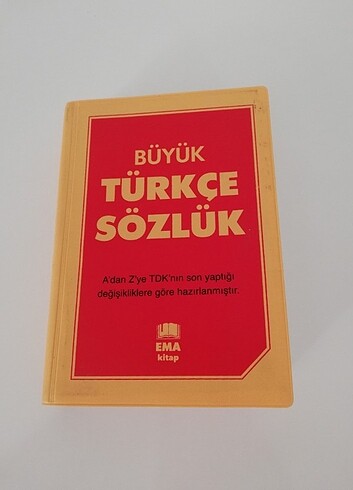 BÜYÜK
TÜRKÇE
SÖZLÜK
A'dan Z'ye TDK'nın son yaptığı
değişikliklere göre hazırlanmıştır.
EMA
kitap